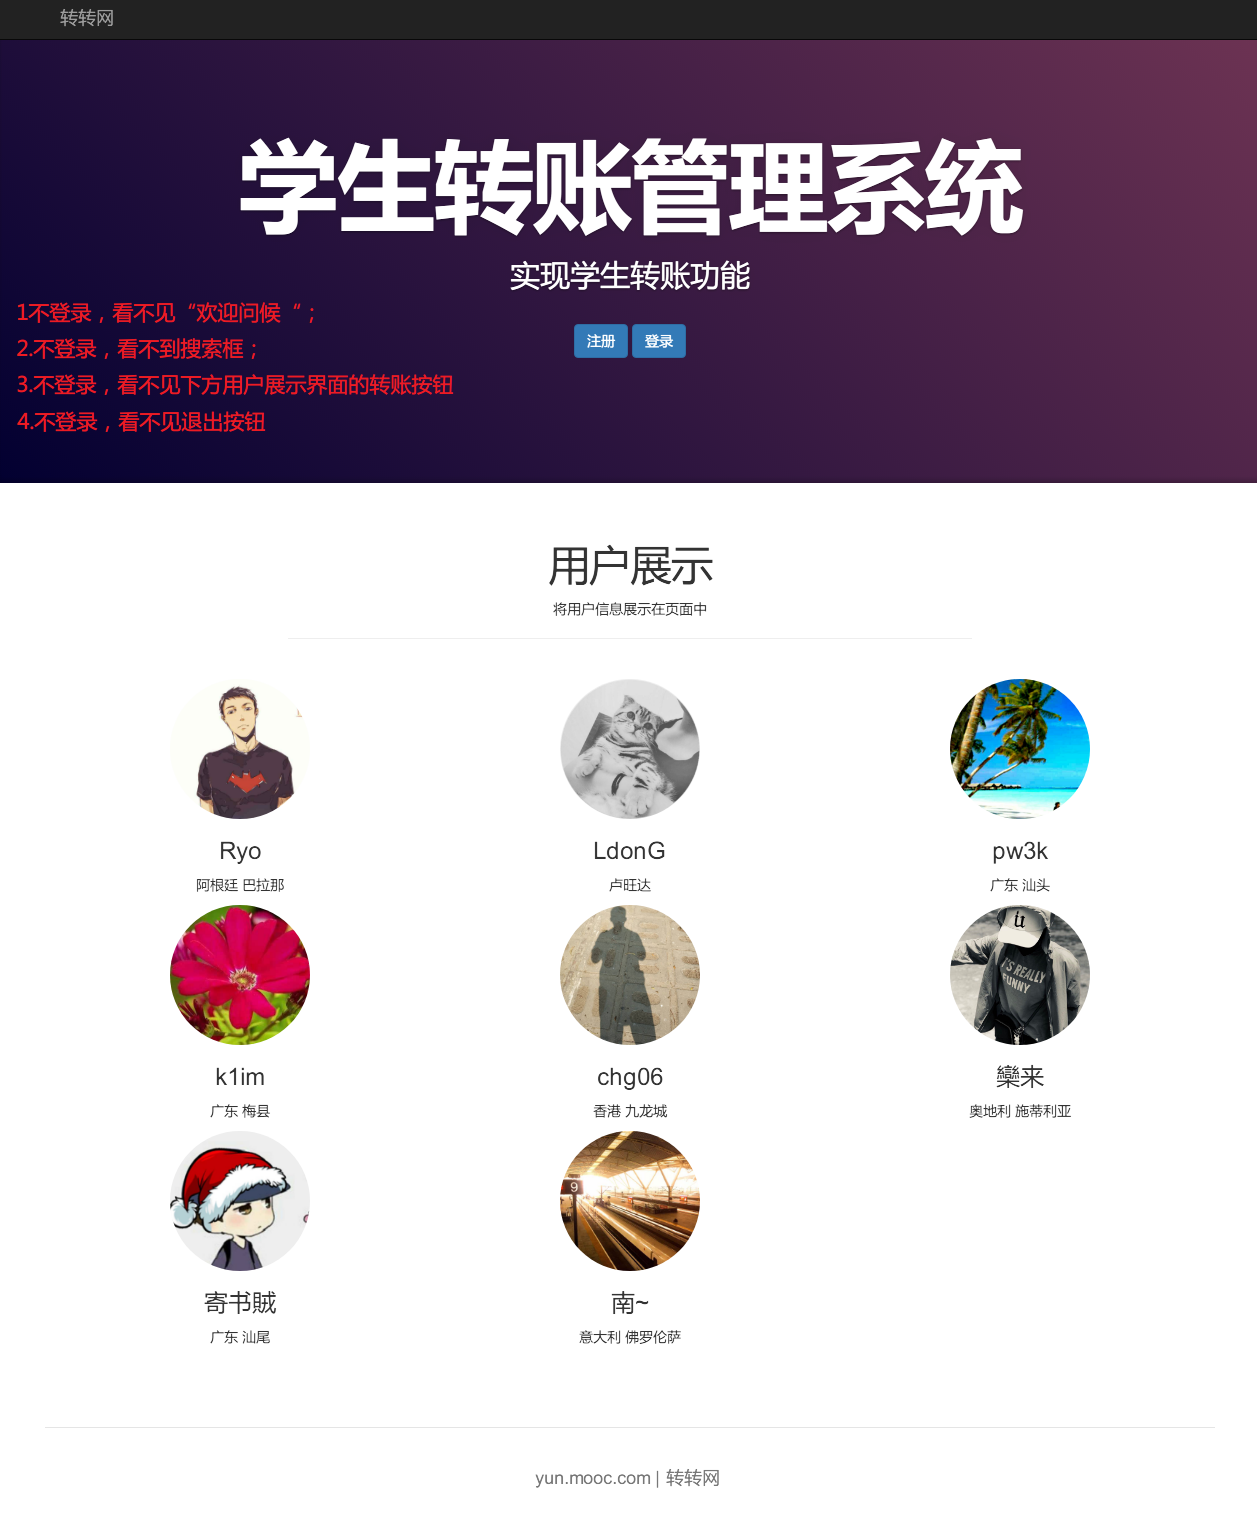 转转网
学生转账管理系统
实现学生转账功能
1不登录，看不见“欢迎问候“；
2.不登录，看不到搜索框；
3.不登录，看不见下方用户展示界面的转账按钮
4.不登录，看不见退出按钮
注册 登录
用户展示
将用户信息展示在页面中
Ryo
阿根廷 巴拉那
LdonG
卢旺达
pw3k
广东 汕头
k1im
广东 梅县
chg06
香港 九龙城
IT'S REALLY
FUNNY
欒来
奥地利 施蒂利亚
寄书贼
广东 汕尾
9
南~
意大利 佛罗伦萨
yun.mooc.com | 转转网